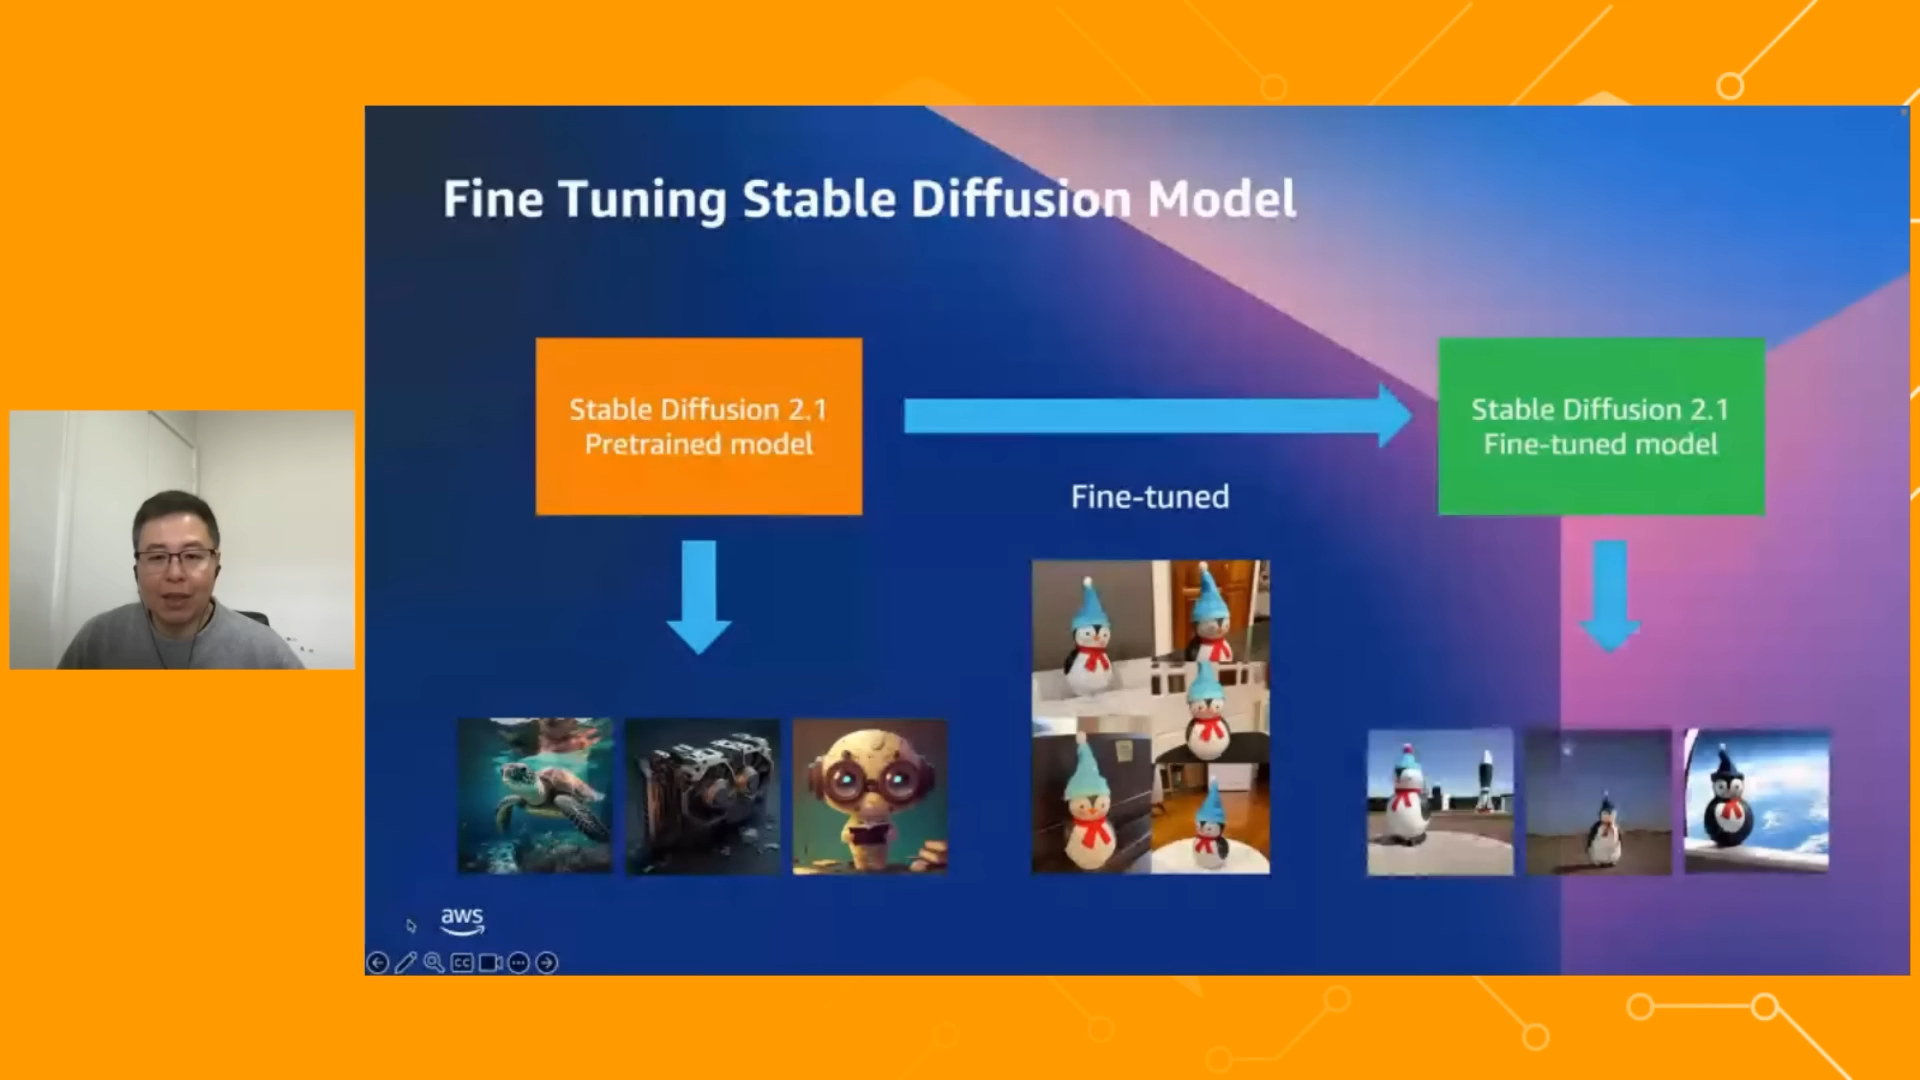 Fine Tuning Stable Diffusion Model
Stable Diffusion 2.1
Pretrained model
Fine-tuned
Stable Diffusion 2.1
Fine-tuned model
aws
CC